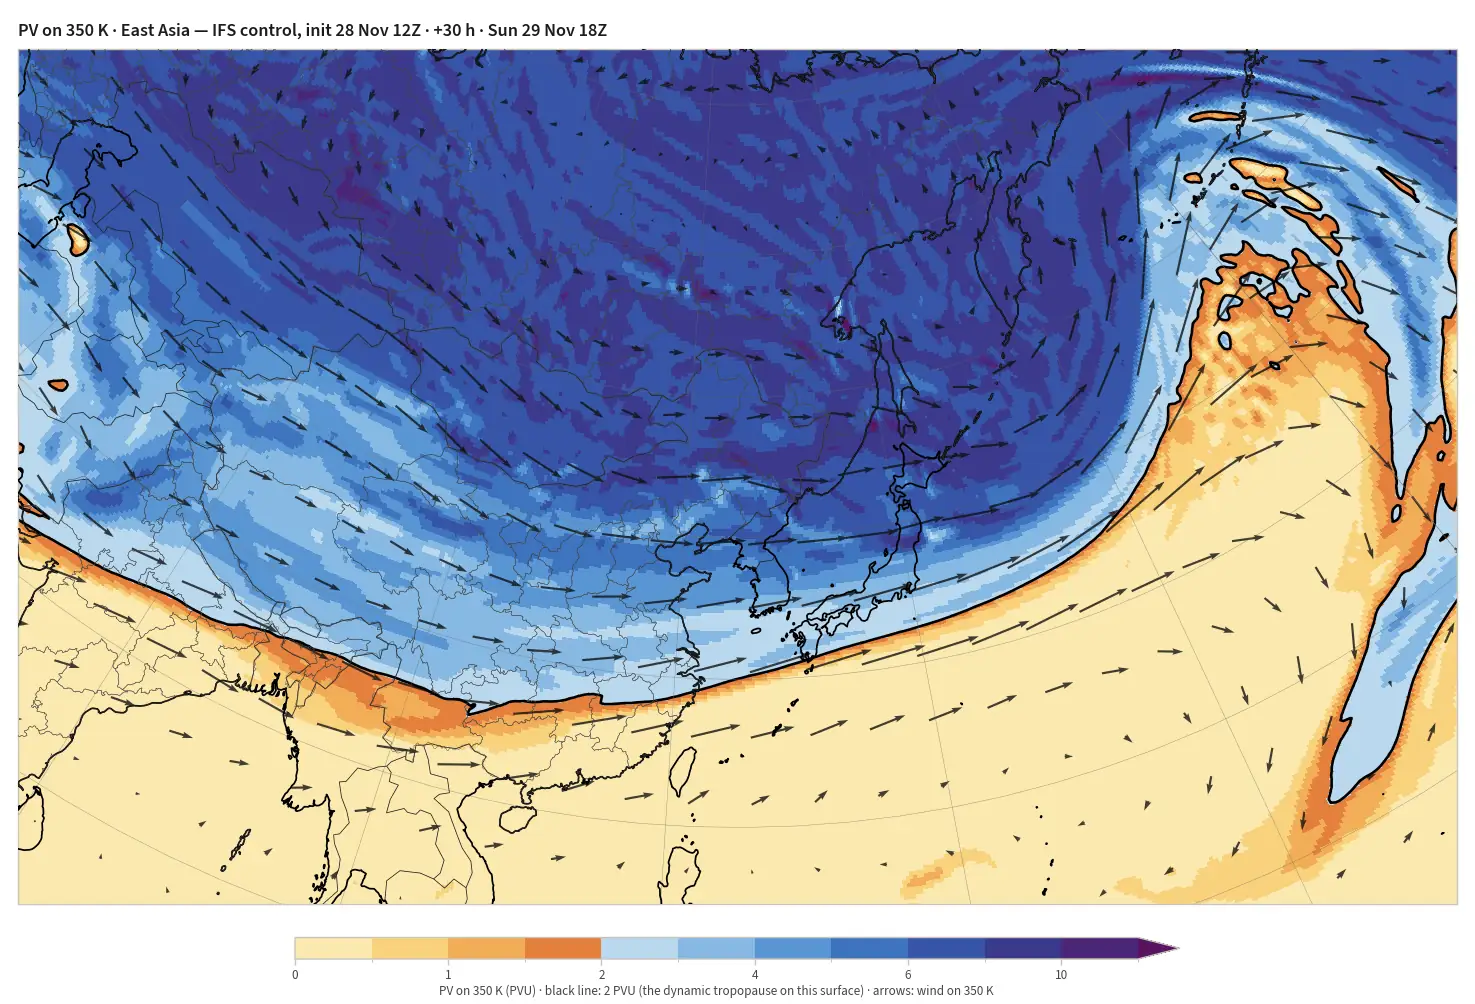 PV on 350 K · East Asia — IFS control, init 28 Nov 12Z · +30 h · Sun 29 Nov 18Z
0 1 2 4 6 10
PV on 350 K (PVU) · black line: 2 PVU (the dynamic tropopause on this surface) · arrows: wind on 350 K